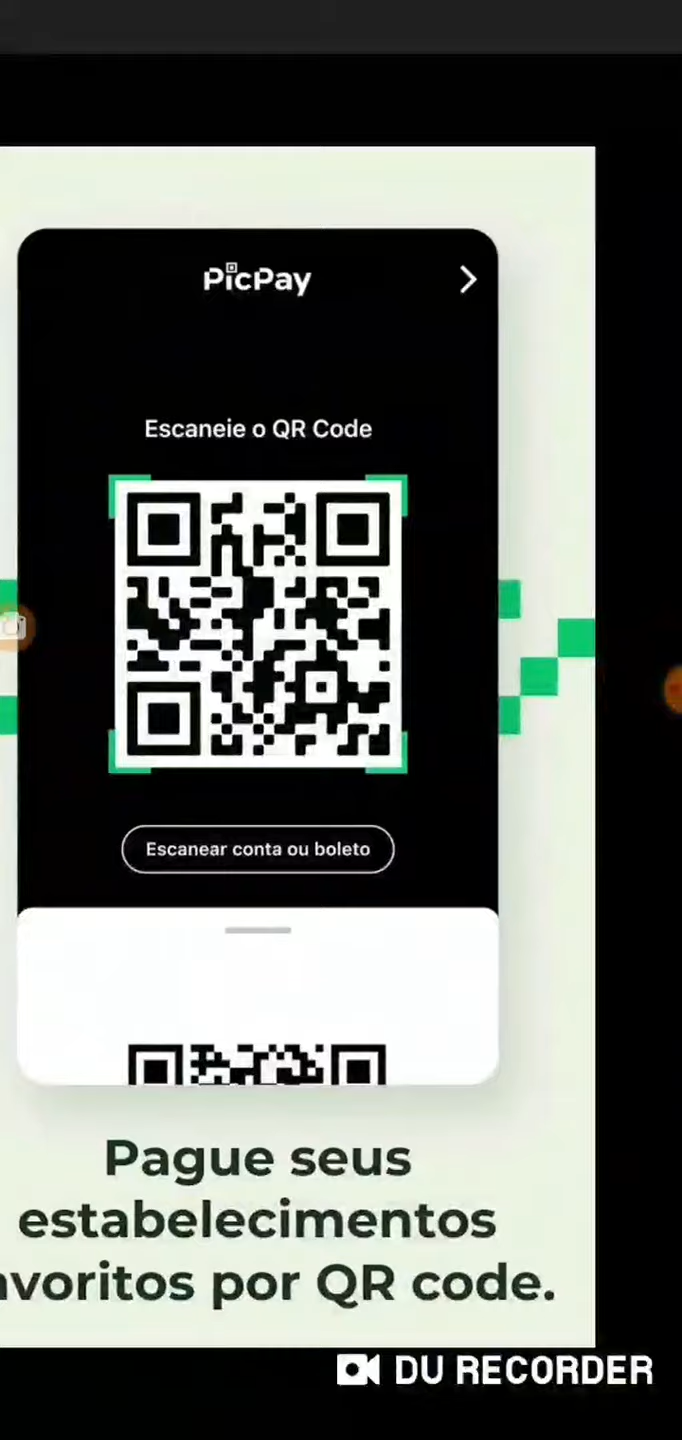 PicPay
Escaneie o QR Code
Escanear conta ou boleto
Pague seus
estabelecimentos
avoritos por QR code.
DU RECORDER